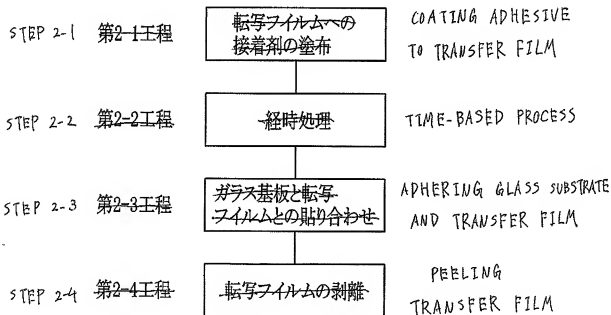 STEP 2-1 第2-1工程 転写フイルムへの COATING ADHESIVE
接着剤の塗布 TO TRANSFER FILM
STEP 2-2 第2-2工程 経時処理 TIME-BASED PROCESS
STEP 2-3 第2-3工程 ガラス基板と転写 ADHERING GLASS SUBSTRATE
フイルムとの貼り合わせ AND TRANSFER FILM
STEP 2-4 第2-4工程 転写フイルムの剥離 PEELING
TRANSFER FILM